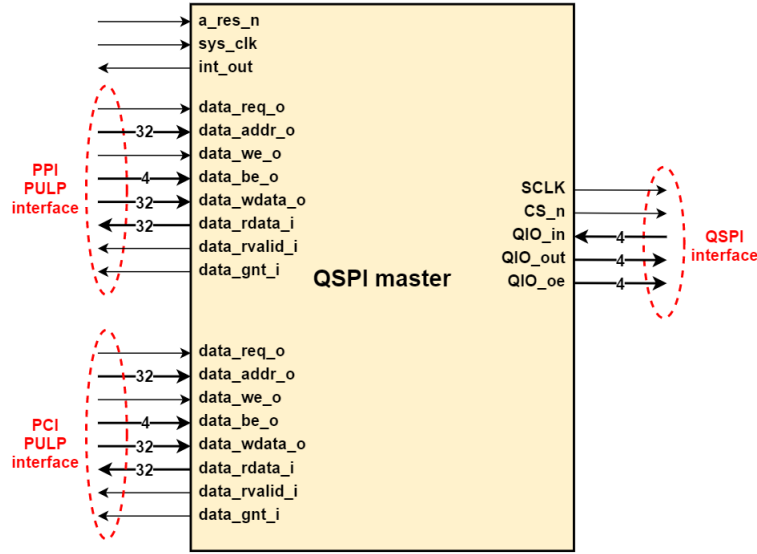 a_res_n
sys_clk
int_out
PPI
PULP
interface
data_req_o
32 data_addr_o
data_we_o
4 data_be_o
32 data_wdata_o
32 data_rdata_i
data_rvalid_i
data_gnt_i
QSPI master
SCLK
CS_n
QIO_in 4
QIO_out 4
QIO_oe 4
QSPI
interface
PCI
PULP
interface
data_req_o
32 data_addr_o
data_we_o
4 data_be_o
32 data_wdata_o
32 data_rdata_i
data_rvalid_i
data_gnt_i